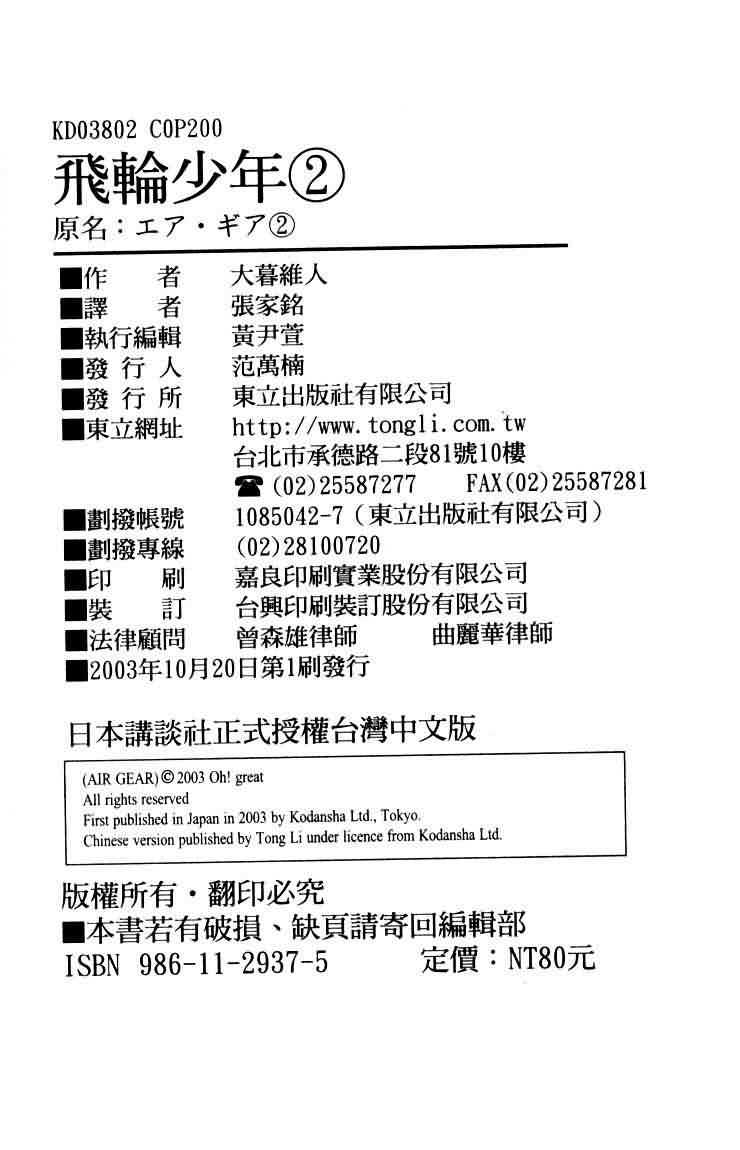 KD03802 C0P200
飛輪少年②
原名：エア・ギア②
■作　者　大暮維人
■譯　者　張家銘
■執行編輯　黃尹萱
■發 行 人　范萬楠
■發 行 所　東立出版社有限公司
■東立網址　http://www.tongli.com.tw
台北市承德路二段81號10樓
☎(02)25587277　FAX(02)25587281
■劃撥帳號　1085042-7（東立出版社有限公司）
■劃撥專線　(02)28100720
■印　刷　嘉良印刷實業股份有限公司
■裝　訂　台興印刷裝訂股份有限公司
■法律顧問　曾森雄律師　曲麗華律師
■2003年10月20日第1刷發行
日本講談社正式授權台灣中文版
(AIR GEAR)©2003 Oh! great
All rights reserved
First published in Japan in 2003 by Kodansha Ltd., Tokyo.
Chinese version published by Tong Li under licence from Kodansha Ltd.
版權所有・翻印必究
■本書若有破損、缺頁請寄回編輯部
ISBN 986-11-2937-5　定價：NT80元